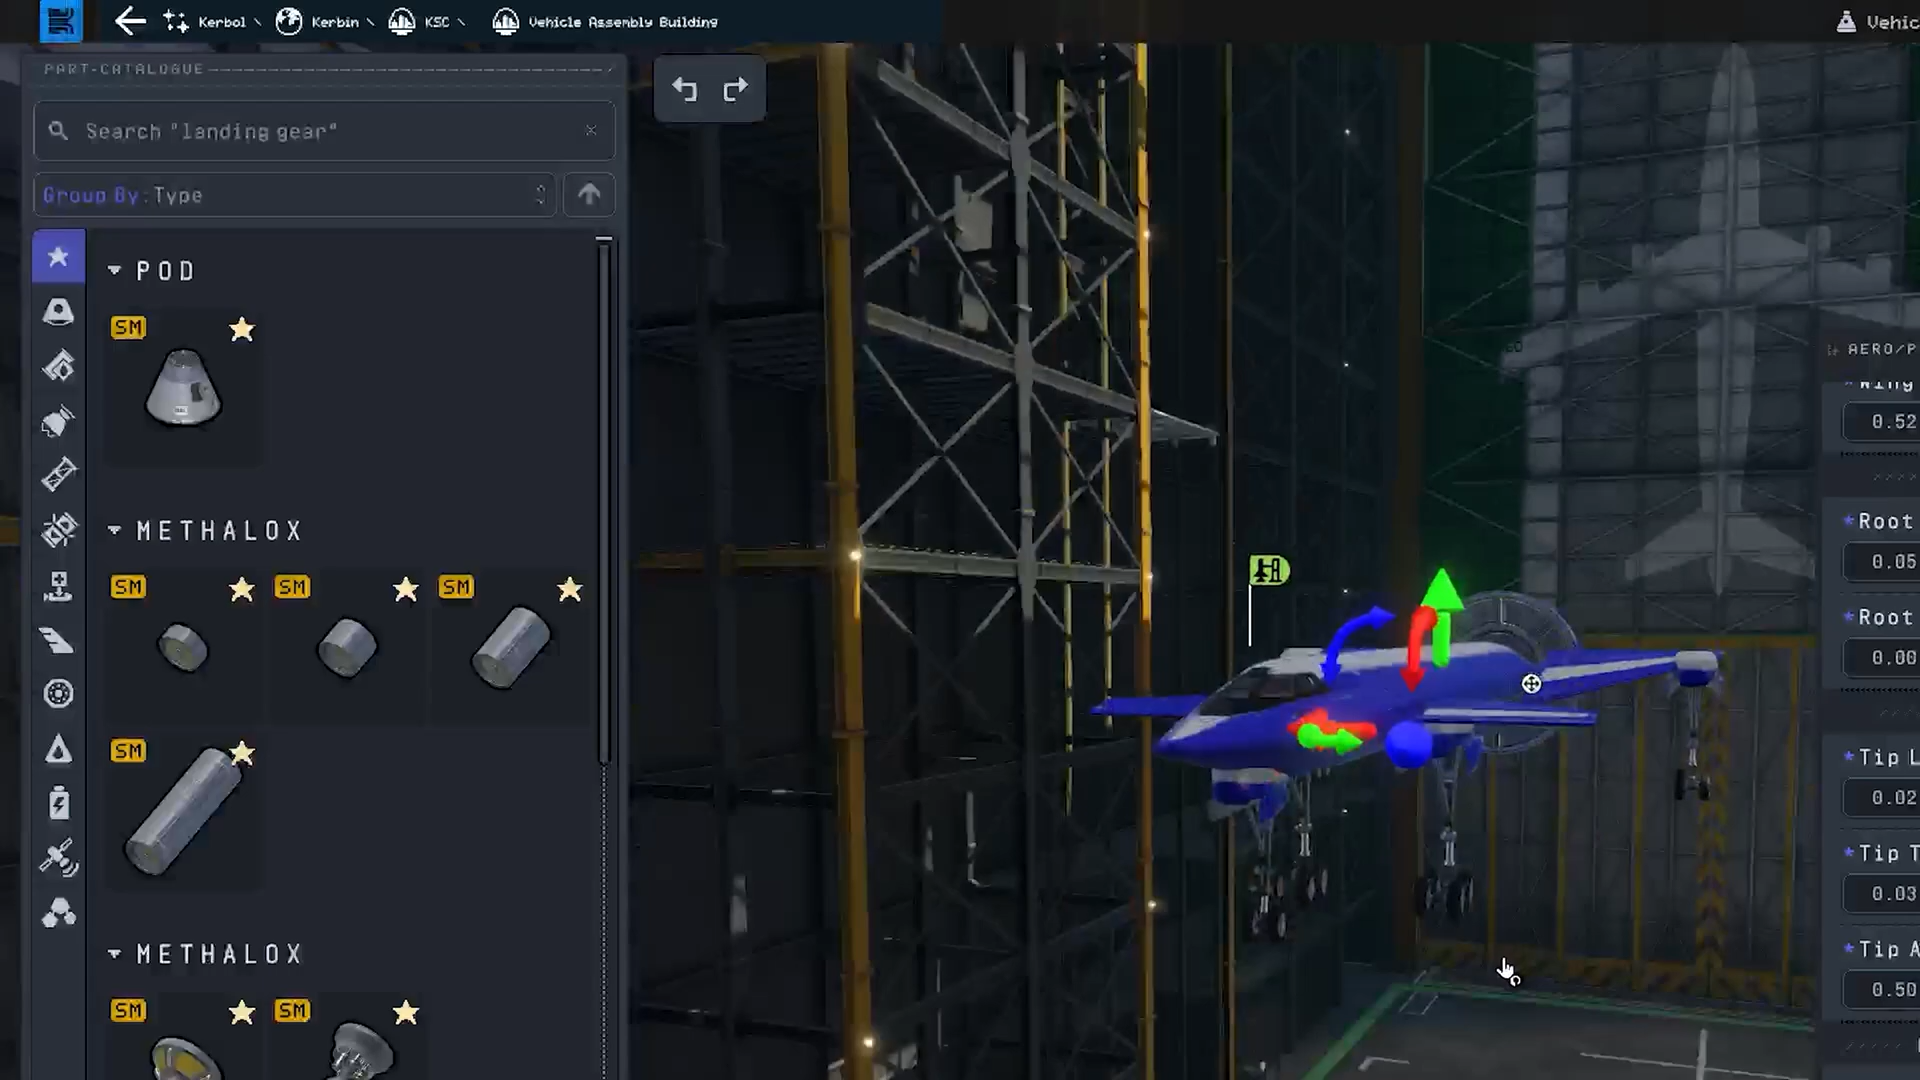 Kerbol
Kerbin
KSC
Vehicle Assembly Building
Vehic
PART-CATALOGUE
Search "landing gear"
Group By: Type
POD
SM
METHALOX
SM
SM
SM
SM
METHALOX
SM
SM
AERO/P
Wing
0.52
*Root
0.05
*Root
0.00
*Tip L
0.02
*Tip T
0.03
*Tip A
0.50